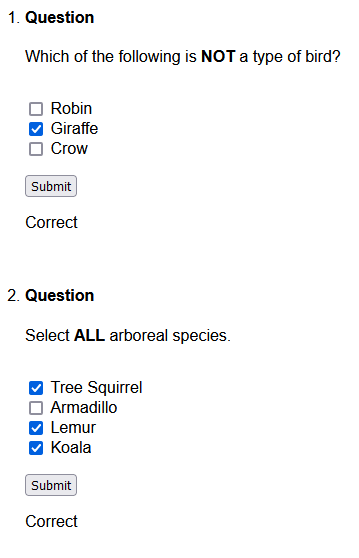 1. Question
Which of the following is NOT a type of bird?
Robin
Giraffe
Crow
Submit
Correct
2. Question
Select ALL arboreal species.
Tree Squirrel
Armadillo
Lemur
Koala
Submit
Correct